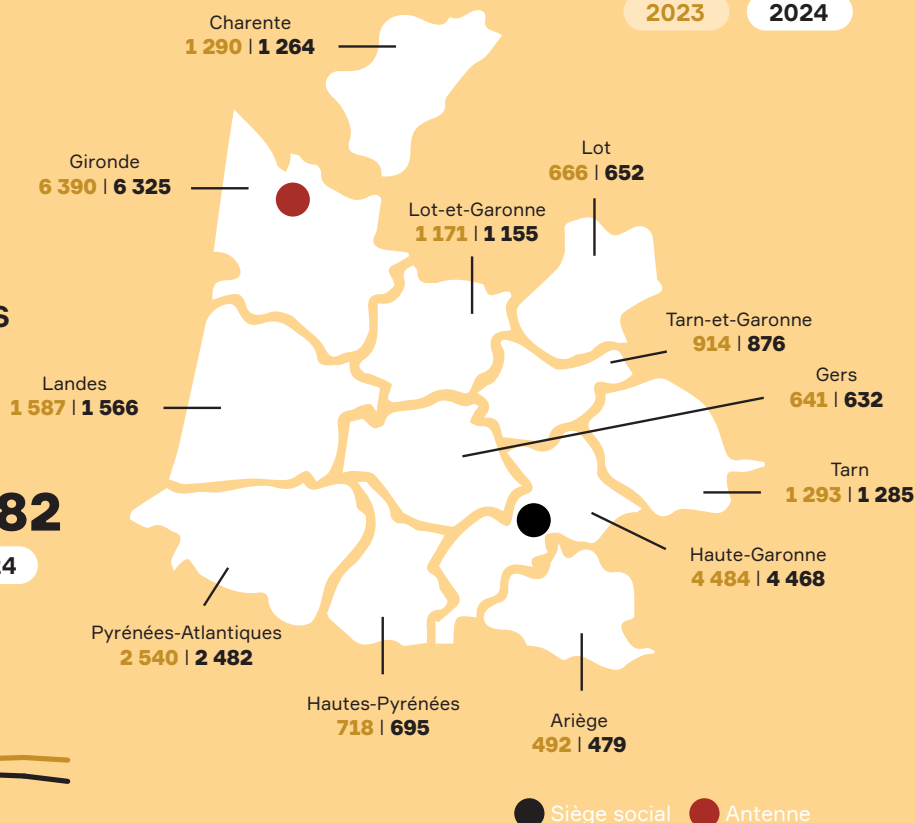 2023
2024
Charente
1 290 | 1 264
Gironde
6 390 | 6 325
Lot
666 | 652
Lot-et-Garonne
1 171 | 1 155
S
Tarn-et-Garonne
914 | 876
Landes
1 587 | 1 566
Gers
641 | 632
Tarn
1 293 | 1 285
82
4
Haute-Garonne
4 484 | 4 468
Pyrénées-Atlantiques
2 540 | 2 482
Hautes-Pyrénées
718 | 695
Ariège
492 | 479
Siège social
Antenne